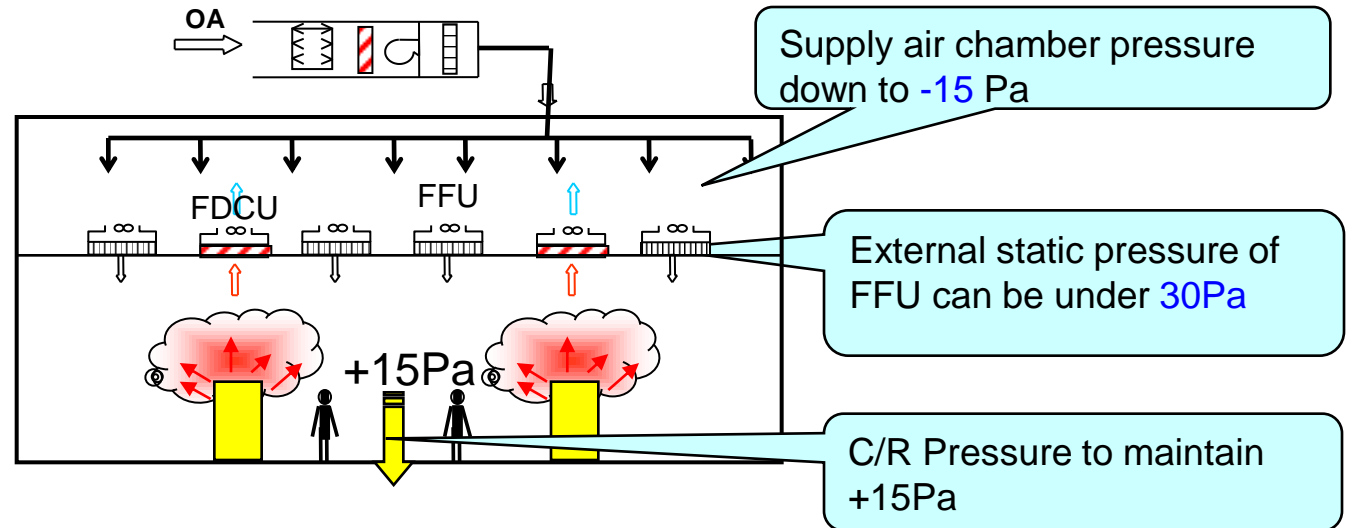 OA
Supply air chamber pressure
down to -15 Pa
FDCU
FFU
External static pressure of
FFU can be under 30Pa
+15Pa
C/R Pressure to maintain
+15Pa